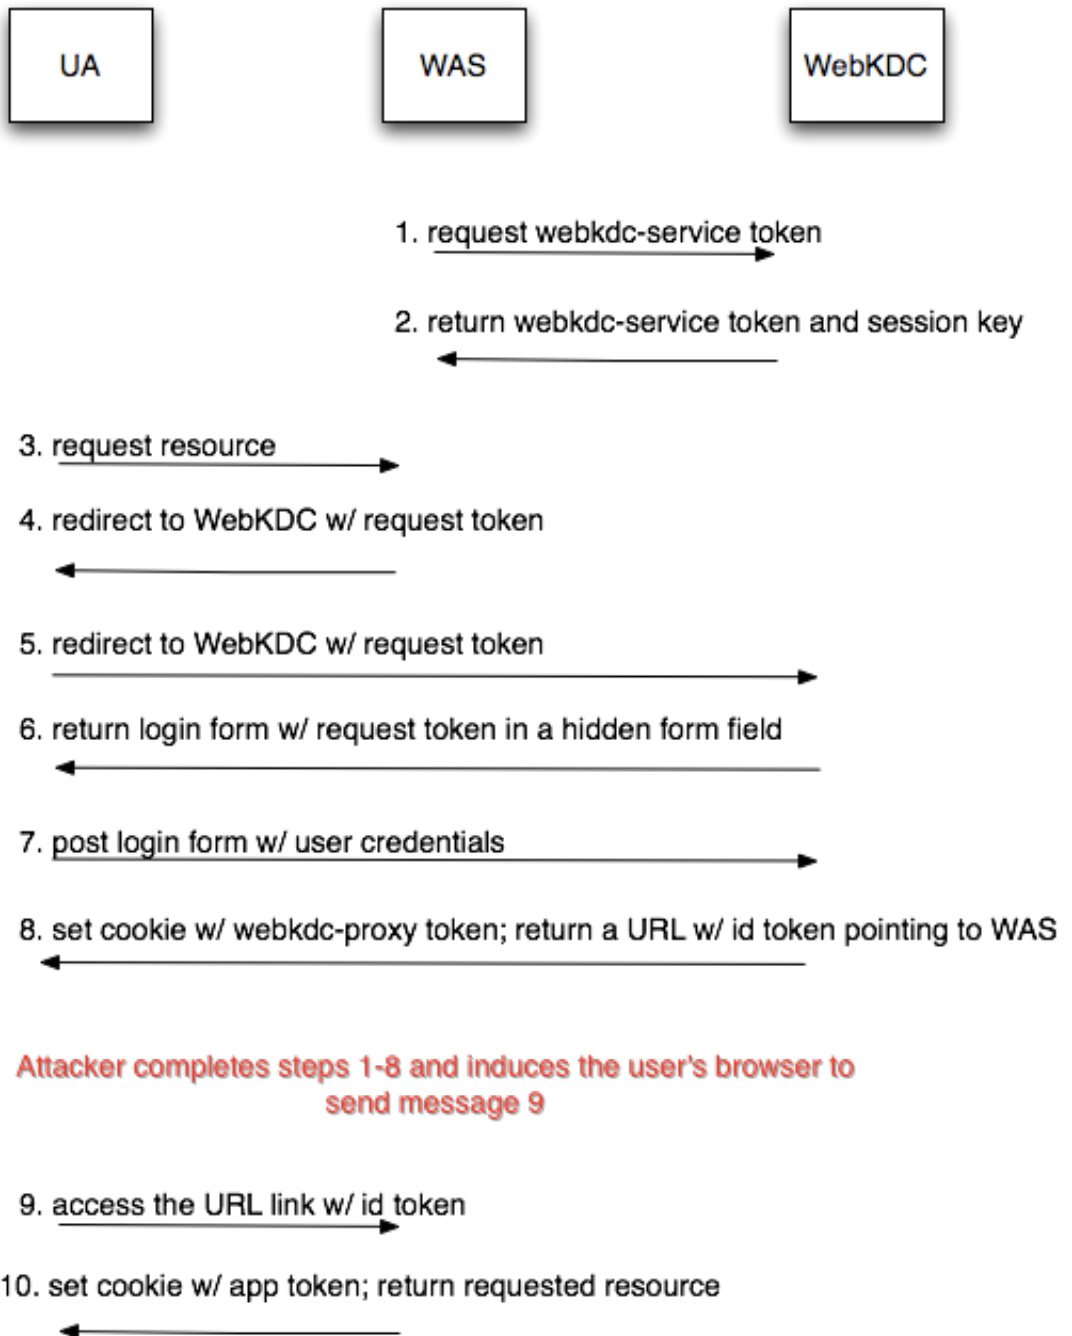 UA
WAS
WebKDC
1. request webkdc-service token
2. return webkdc-service token and session key
3. request resource
4. redirect to WebKDC w/ request token
5. redirect to WebKDC w/ request token
6. return login form w/ request token in a hidden form field
7. post login form w/ user credentials
8. set cookie w/ webkdc-proxy token; return a URL w/ id token pointing to WAS
Attacker completes steps 1-8 and induces the user's browser to
send message 9
9. access the URL link w/ id token
10. set cookie w/ app token; return requested resource